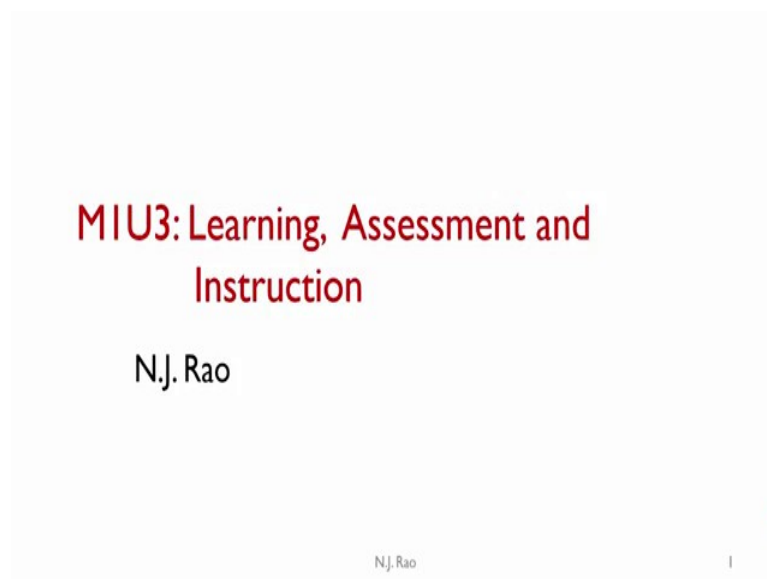 M1U3: Learning, Assessment and
Instruction
N.J. Rao
N.J. Rao
1